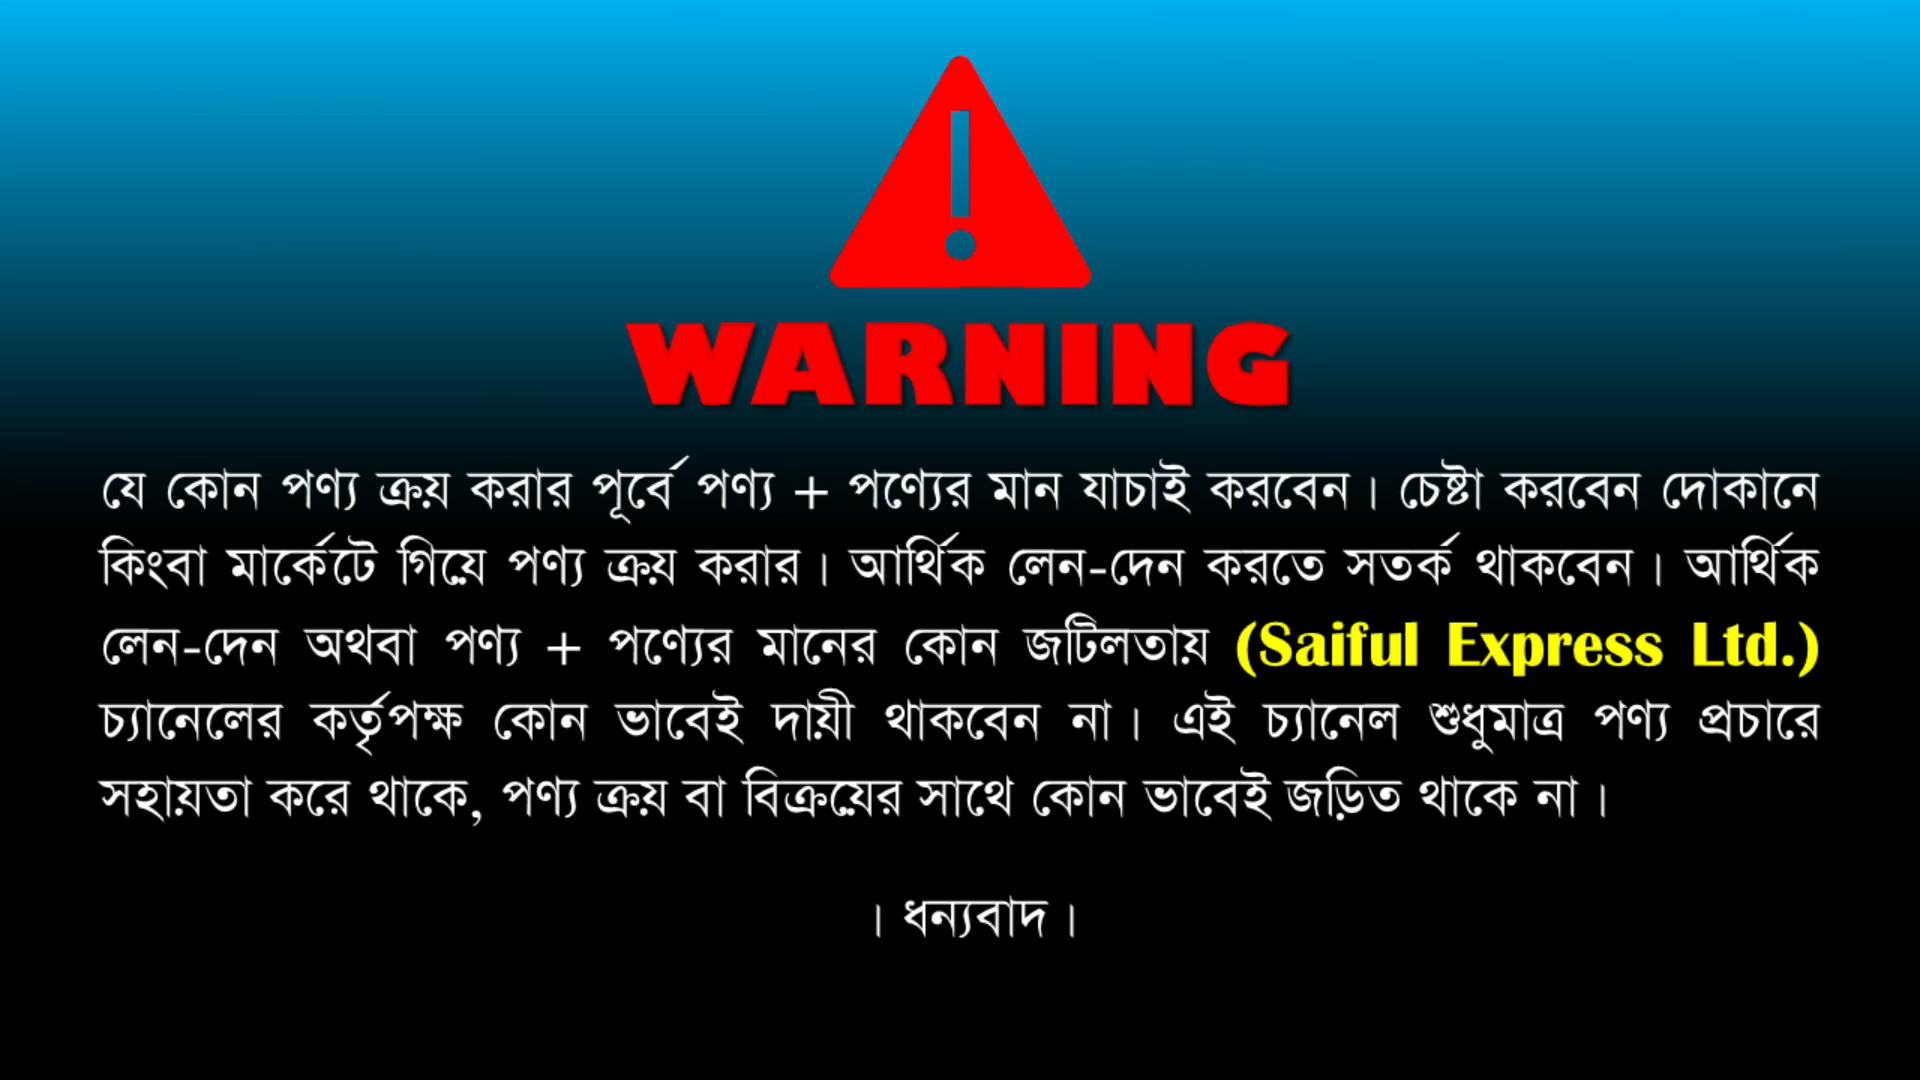 WARNING
যে কোন পণ্য ক্রয় করার পূর্বে পণ্য + পণ্যের মান যাচাই করবেন। চেষ্টা করবেন দোকানে
কিংবা মার্কেটে গিয়ে পণ্য ক্রয় করার। আর্থিক লেন-দেন করতে সতর্ক থাকবেন। আর্থিক
লেন-দেন অথবা পণ্য + পণ্যের মানের কোন জটিলতায় (Saiful Express Ltd.)
চ্যানেলের কর্তৃপক্ষ কোন ভাবেই দায়ী থাকবেন না। এই চ্যানেল শুধুমাত্র পণ্য প্রচারে
সহায়তা করে থাকে, পণ্য ক্রয় বা বিক্রয়ের সাথে কোন ভাবেই জড়িত থাকে না।
। ধন্যবাদ ।